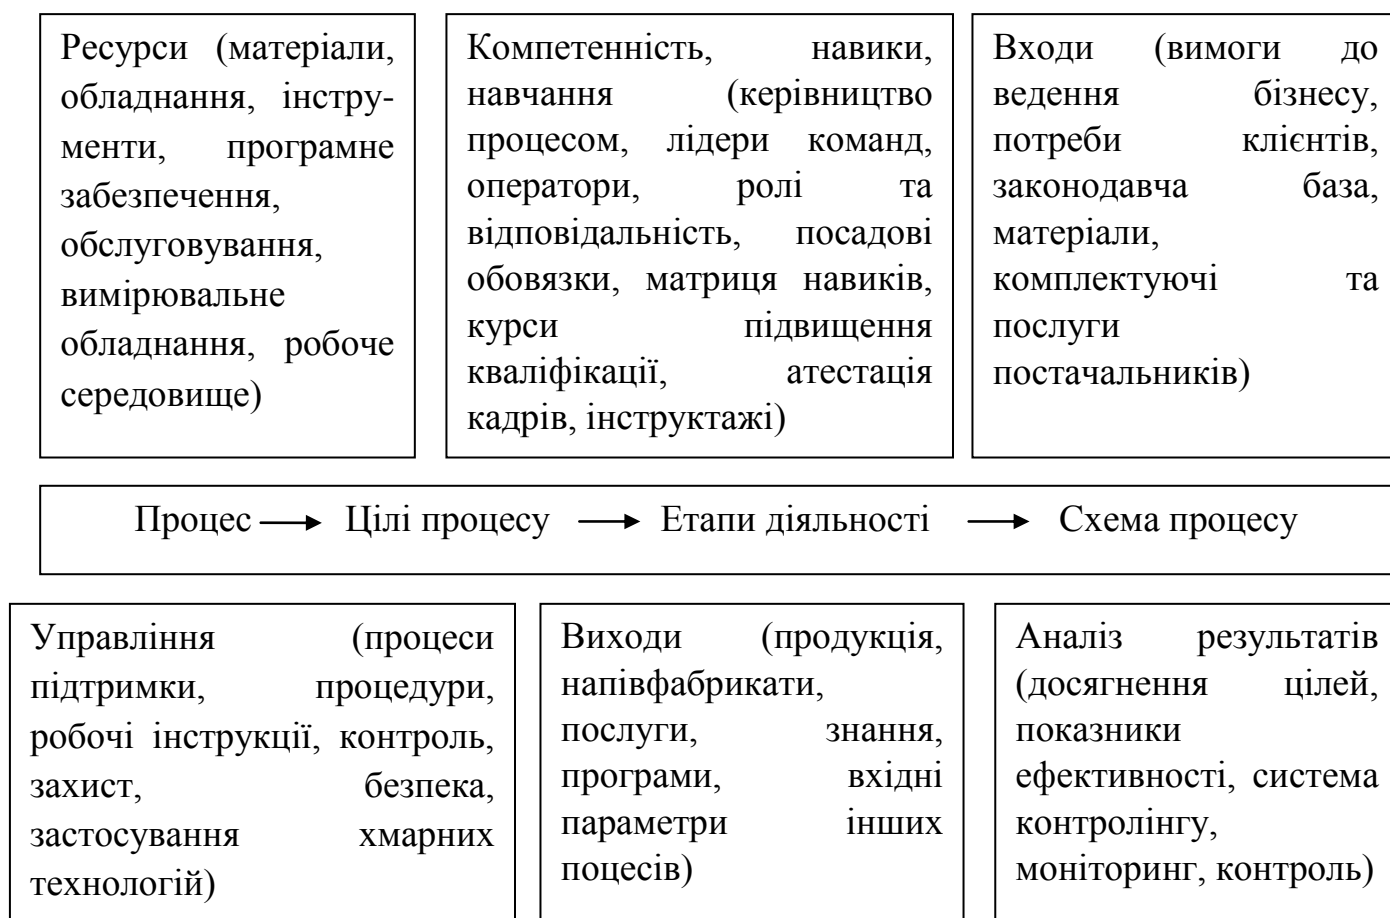 Ресурси (матеріали,
обладнання, інстру-
менти, програмне
забезпечення,
обслуговування,
вимірювальне
обладнання, робоче
середовище)
Компетенність, навики,
навчання (керівництво
процесом, лідери команд,
оператори, ролі та
відповідальність, посадові
обовязки, матриця навиків,
курси підвищення
кваліфікації, атестація
кадрів, інструктажі)
Входи (вимоги до
ведення бізнесу,
потреби клієнтів,
законодавча база,
матеріали,
комплектуючі та
послуги
постачальників)
Процес → Цілі процесу → Етапи діяльності → Схема процесу
Управління (процеси
підтримки, процедури,
робочі інструкції, контроль,
захист, безпека,
застосування хмарних
технологій)
Виходи (продукція,
напівфабрикати,
послуги, знання,
програми, вхідні
параметри інших
поцесів)
Аналіз результатів
(досягнення цілей,
показники
ефективності, система
контролінгу,
моніторинг, контроль)